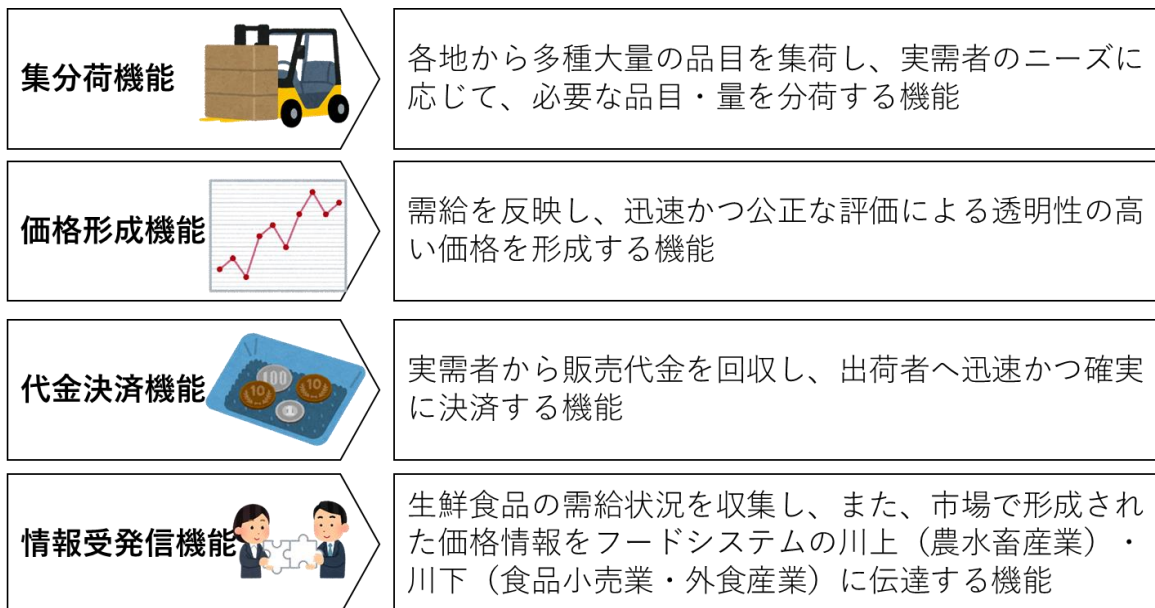 集分荷機能
各地から多種大量の品目を集荷し、実需者のニーズに
応じて、必要な品目・量を分荷する機能
価格形成機能
需給を反映し、迅速かつ公正な評価による透明性の高
い価格を形成する機能
代金決済機能
100
10
10
1
実需者から販売代金を回収し、出荷者へ迅速かつ確実
に決済する機能
情報受発信機能
生鮮食品の需給状況を収集し、また、市場で形成され
た価格情報をフードシステムの川上（農水畜産業）・
川下（食品小売業・外食産業）に伝達する機能